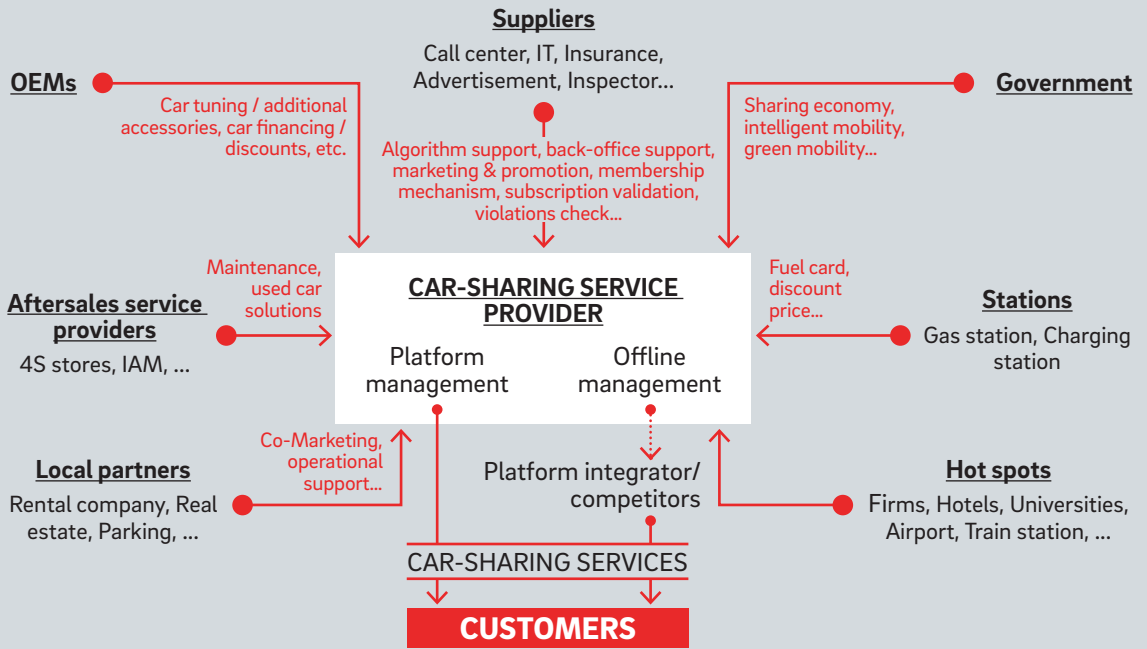 Suppliers
Call center, IT, Insurance,
Advertisement, Inspector...
OEMs
Car tuning / additional
accessories, car financing /
discounts, etc.
Algorithm support, back-office support,
marketing & promotion, membership
mechanism, subscription validation,
violations check...
Government
Sharing economy,
intelligent mobility,
green mobility...
Aftersales service
providers
4S stores, IAM, ...
Maintenance,
used car
solutions
CAR-SHARING SERVICE
PROVIDER
Platform
management
Offline
management
Fuel card,
discount
price...
Stations
Gas station, Charging
station
Local partners
Rental company, Real
estate, Parking, ...
Co-Marketing,
operational
support...
Platform integrator/
competitors
Hot spots
Firms, Hotels, Universities,
Airport, Train station, ...
CAR-SHARING SERVICES
CUSTOMERS